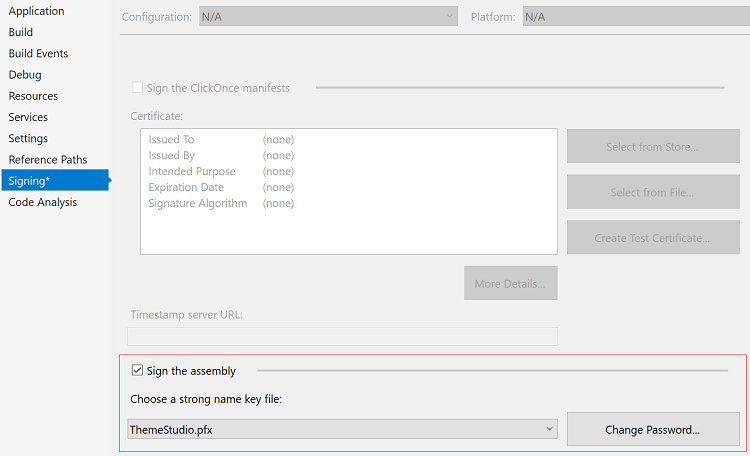 Application
Build
Build Events
Debug
Resources
Services
Settings
Reference Paths
Signing*
Code Analysis
Configuration: N/A Platform: N/A
Sign the ClickOnce manifests
Certificate:
Issued To (none)
Issued By (none)
Intended Purpose (none)
Expiration Date (none)
Signature Algorithm (none)
Select from Store...
Select from File...
Create Test Certificate...
More Details...
Timestamp server URL:
Sign the assembly
Choose a strong name key file:
ThemeStudio.pfx Change Password...